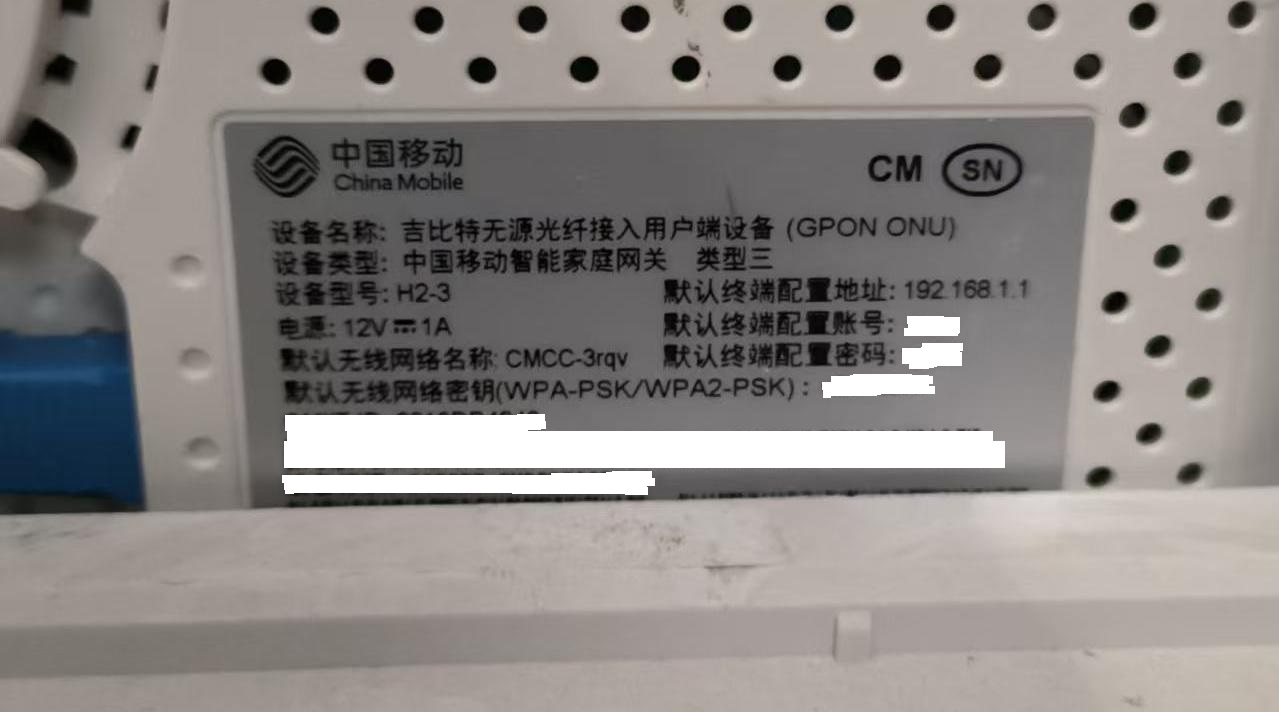 中国移动
China Mobile
CM SN
设备名称: 吉比特无源光纤接入用户端设备 (GPON ONU)
设备类型: 中国移动智能家庭网关 类型三
设备型号: H2-3
默认终端配置地址: 192.168.1.1
电源: 12V⎓1A
默认终端配置账号:
默认无线网络名称: CMCC-3rqv
默认终端配置密码:
默认无线网络密钥(WPA-PSK/WPA2-PSK) :